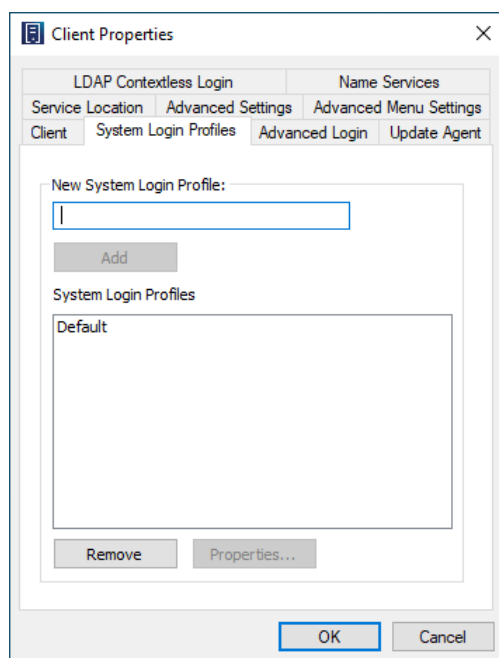 Client Properties
LDAP Contextless Login Name Services
Service Location Advanced Settings Advanced Menu Settings
Client System Login Profiles Advanced Login Update Agent
New System Login Profile:
Add
System Login Profiles
Default
Remove Properties...
OK Cancel